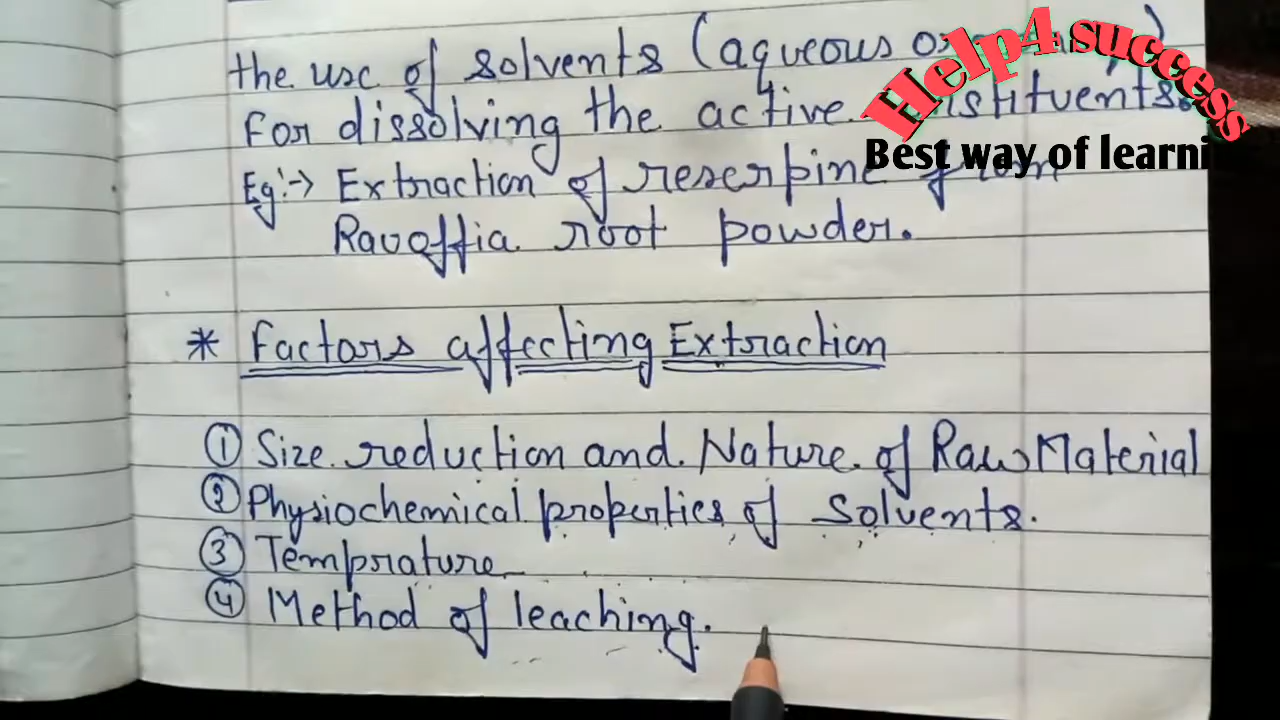 the use of solvents (aqueous
for dissolving the active
Eg:→ Extraction of reserpine from
Rauoffia root powder.
* Factors affecting Extraction
① Size reduction and Nature of Raw Material
② Physiochemical properties of Solvents.
③ Temprature
④ Method of leaching.
Help4 success
Best way of learni